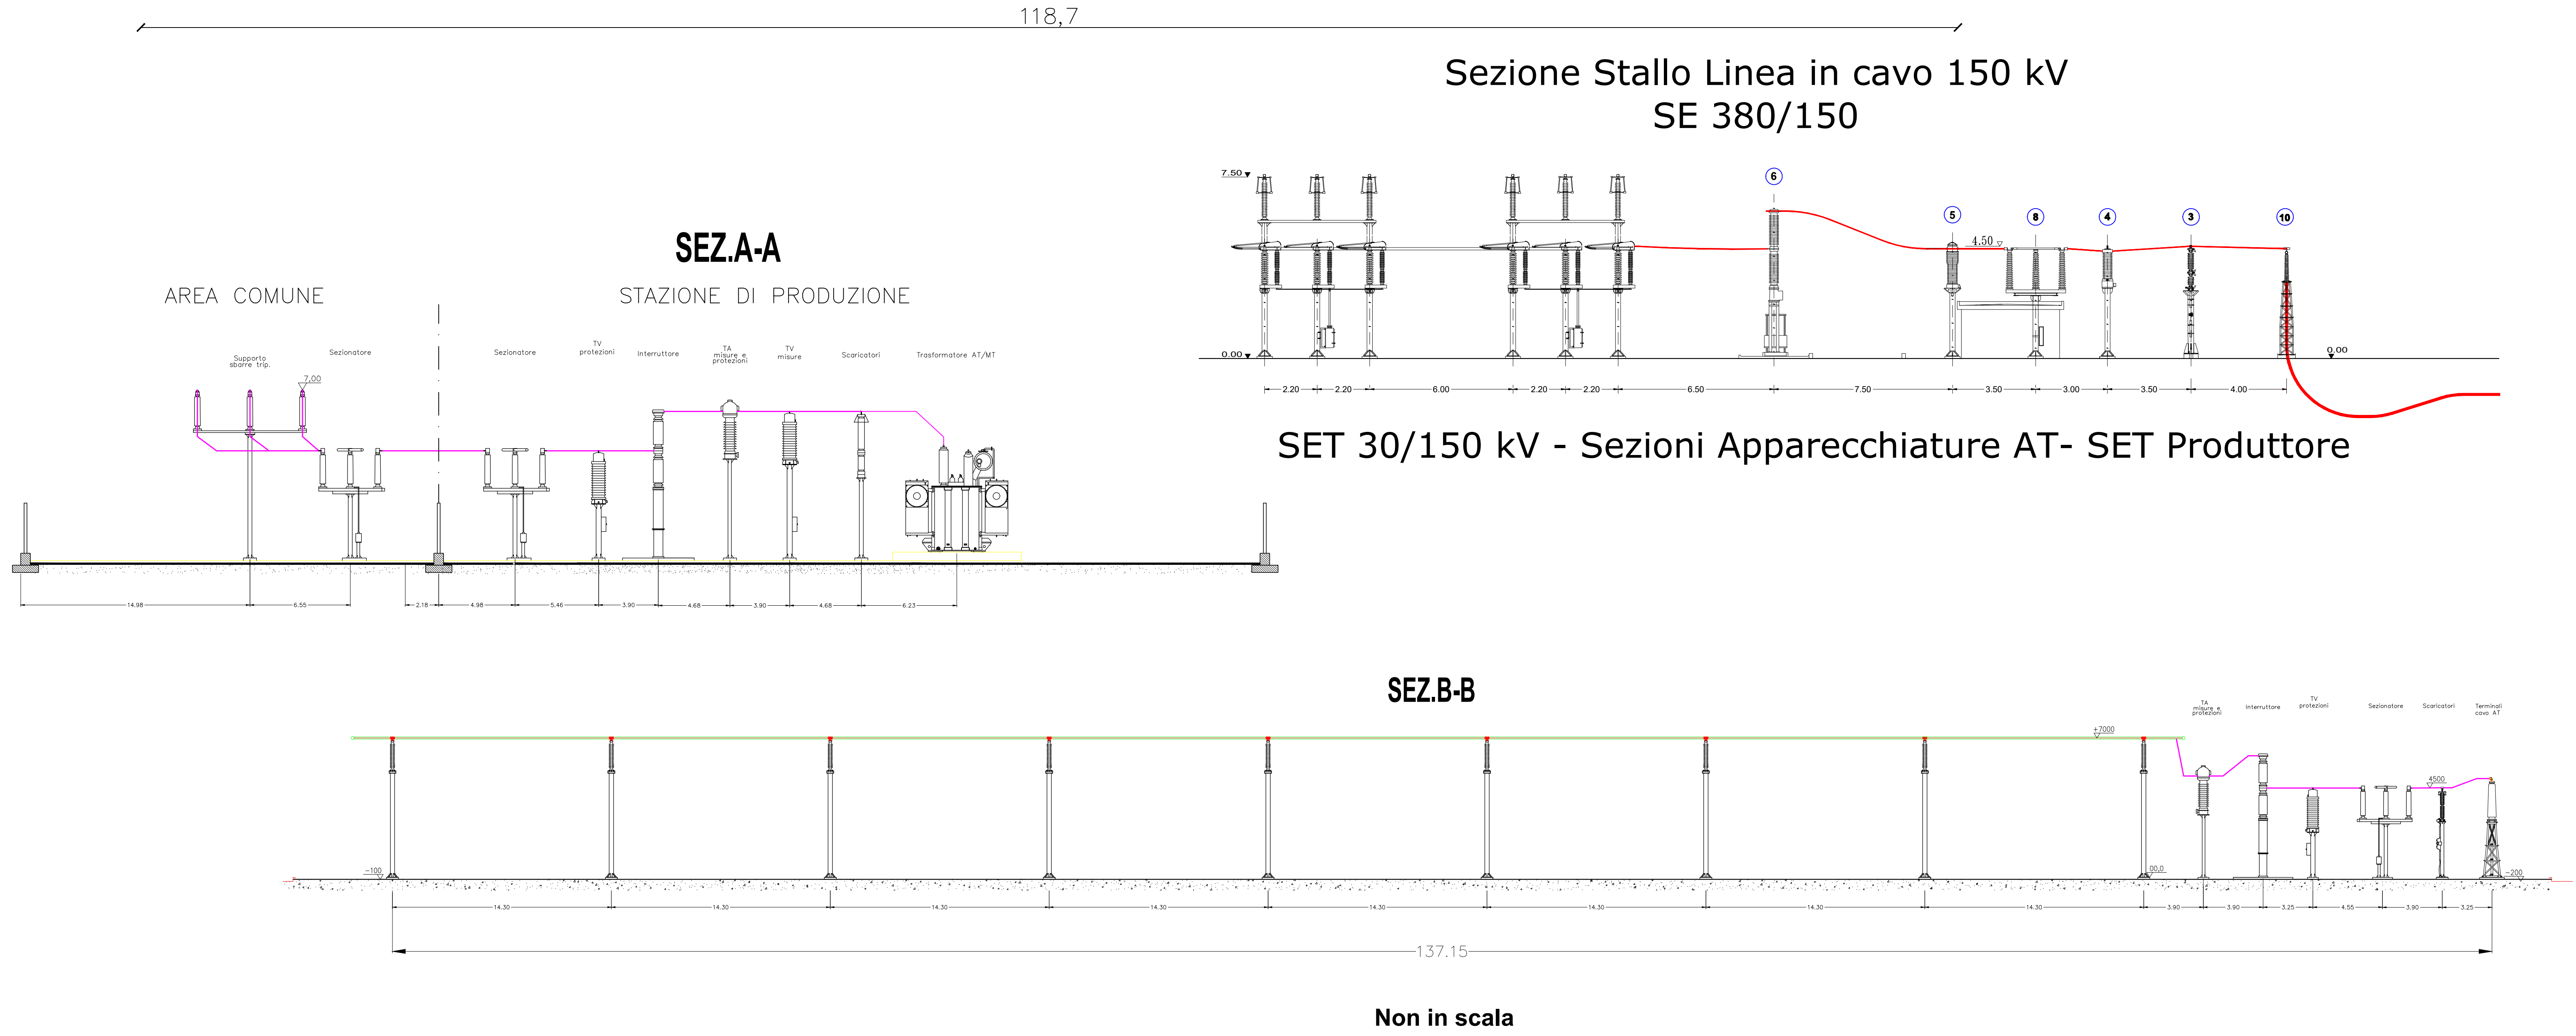 118,7
Sezione Stallo Linea in cavo 150 kV
SE 380/150
7.50
6
5
8
4
3
10
4.50
0.00
0.00
2.20 2.20 6.00 2.20 2.20 6.50 7.50 3.50 3.00 3.50 4.00
SET 30/150 kV - Sezioni Apparecchiature AT- SET Produttore
SEZ.A-A
AREA COMUNE
STAZIONE DI PRODUZIONE
Supporto
sbarre trip.
Sezionatore
Sezionatore
TV
protezioni
Interruttore
TA
misure e
protezioni
TV
misure
Scaricatori
Trasformatore AT/MT
7,00
14.98 6.55 2.18 4.98 5.46 3.90 4.68 3.90 4.68 6.23
SEZ.B-B
TA
misure e
protezioni
Interruttore
TV
protezioni
Sezionatore
Scaricatori
Terminali
cavo AT
+7000
4500
-100
00,0
-200
14.30 14.30 14.30 14.30 14.30 14.30 14.30 14.30 3.90 3.90 3.25 4.55 3.90 3.25
137.15
Non in scala